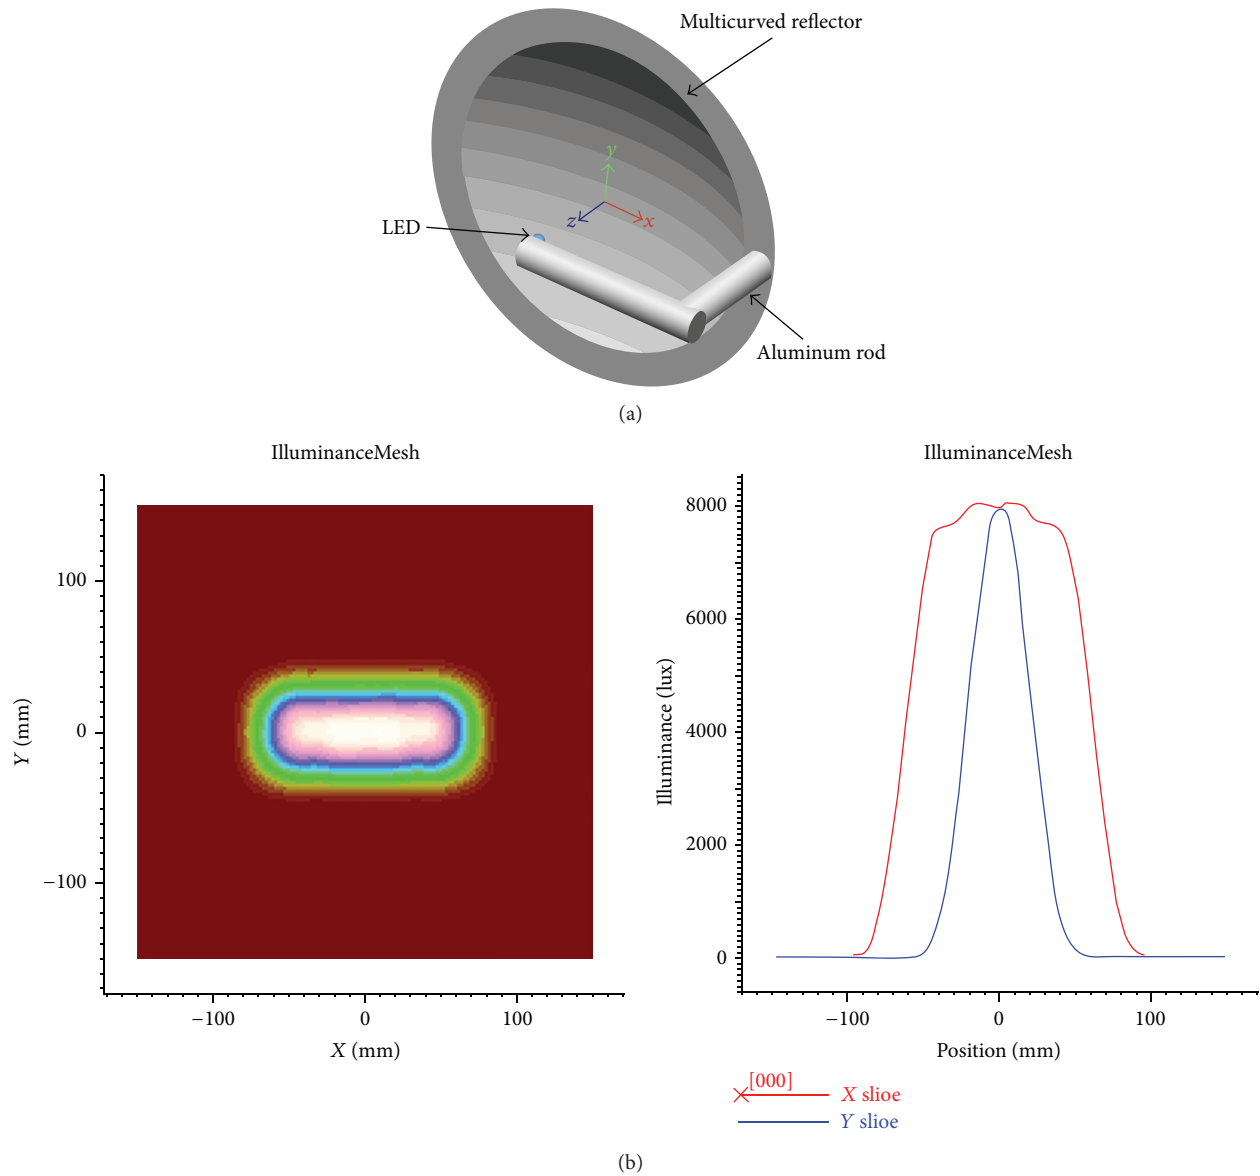 Multicurved reflector
y
LED
z
x
Aluminum rod
(a)
IlluminanceMesh
100
0
−100
Y (mm)
−100
0
100
X (mm)
IlluminanceMesh
8000
6000
4000
2000
0
Illuminance (lux)
−100
0
100
Position (mm)
[000]
X slioe
Y slioe
(b)